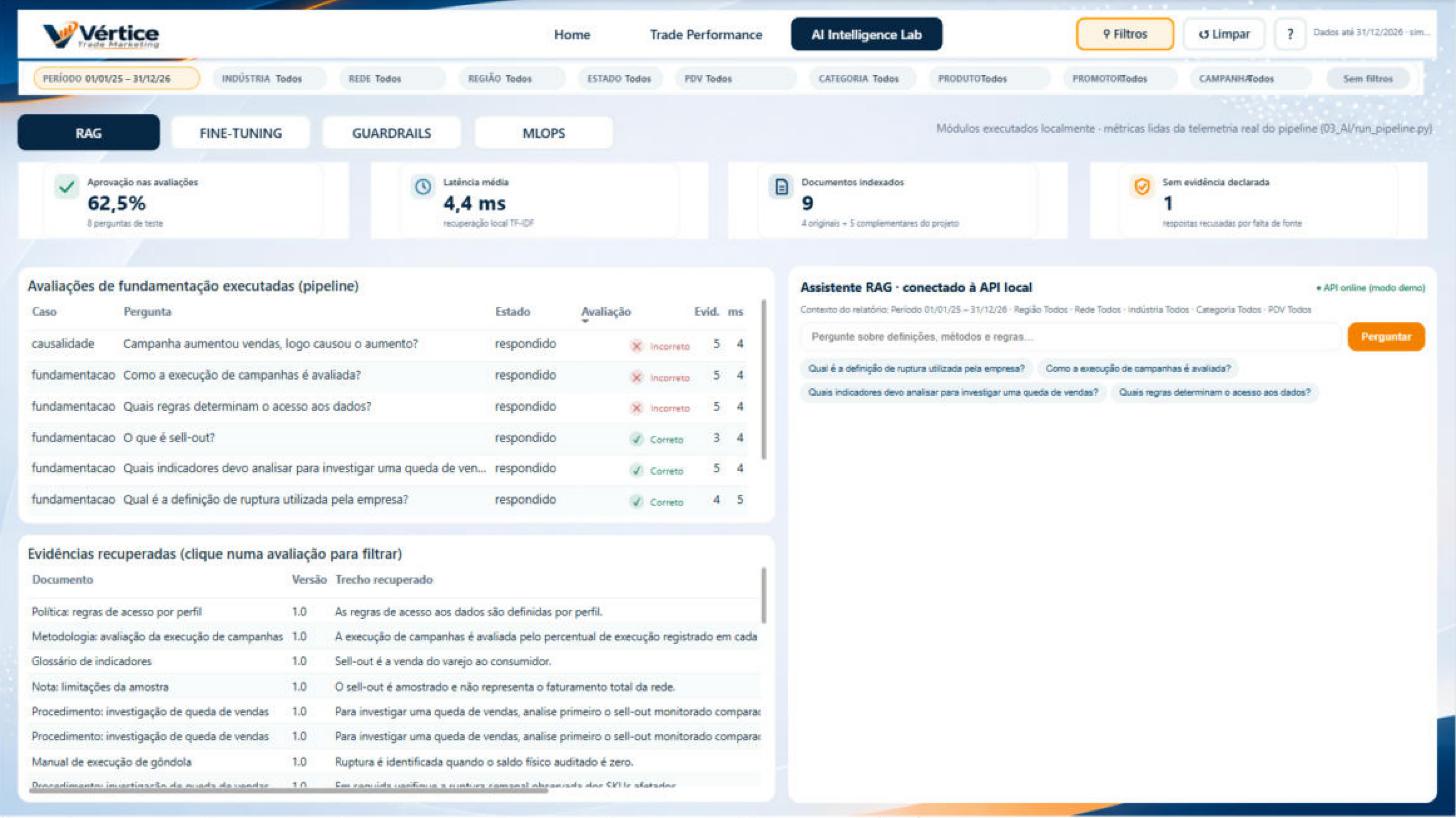 Vértice
Trade Marketing
Home
Trade Performance
AI Intelligence Lab
Filtros
Limpar
?
Dados até 31/12/2026 · sim...
PERÍODO 01/01/25 – 31/12/26
INDÚSTRIA Todos
REDE Todos
REGIÃO Todos
ESTADO Todos
PDV Todos
CATEGORIA Todos
PRODUTOTodos
PROMOTORTodos
CAMPANHATodos
Sem filtros
RAG
FINE-TUNING
GUARDRAILS
MLOPS
Módulos executados localmente · métricas lidas da telemetria real do pipeline (03_AI/run_pipeline.py)
Aprovação nas avaliações
62,5%
8 perguntas de teste
Latência média
4,4 ms
recuperação local TF-IDF
Documentos indexados
9
4 originais + 5 complementares do projeto
Sem evidência declarada
1
respostas recusadas por falta de fonte
Avaliações de fundamentação executadas (pipeline)
Caso Pergunta Estado Avaliação Evid. ms
causalidade Campanha aumentou vendas, logo causou o aumento? respondido Incorreto 5 4
fundamentacao Como a execução de campanhas é avaliada? respondido Incorreto 5 4
fundamentacao Quais regras determinam o acesso aos dados? respondido Incorreto 5 4
fundamentacao O que é sell-out? respondido Correto 3 4
fundamentacao Quais indicadores devo analisar para investigar uma queda de ven... respondido Correto 5 4
fundamentacao Qual é a definição de ruptura utilizada pela empresa? respondido Correto 4 5
Evidências recuperadas (clique numa avaliação para filtrar)
Documento Versão Trecho recuperado
Política: regras de acesso por perfil 1.0 As regras de acesso aos dados são definidas por perfil.
Metodologia: avaliação da execução de campanhas 1.0 A execução de campanhas é avaliada pelo percentual de execução registrado em cada
Glossário de indicadores 1.0 Sell-out é a venda do varejo ao consumidor.
Nota: limitações da amostra 1.0 O sell-out é amostrado e não representa o faturamento total da rede.
Procedimento: investigação de queda de vendas 1.0 Para investigar uma queda de vendas, analise primeiro o sell-out monitorado compara
Procedimento: investigação de queda de vendas 1.0 Para investigar uma queda de vendas, analise primeiro o sell-out monitorado compara
Manual de execução de gôndola 1.0 Ruptura é identificada quando o saldo físico auditado é zero.
Procedimento: investigação de queda de vendas 1.0 Em seguida verifique a ruptura semanal observada dos SKUs afetados.
Assistente RAG · conectado à API local
• API online (modo demo)
Contexto do relatório: Período 01/01/25 – 31/12/26 · Região Todos · Rede Todos · Indústria Todos · Categoria Todos · PDV Todos
Pergunte sobre definições, métodos e regras...
Perguntar
Qual é a definição de ruptura utilizada pela empresa?
Como a execução de campanhas é avaliada?
Quais indicadores devo analisar para investigar uma queda de vendas?
Quais regras determinam o acesso aos dados?